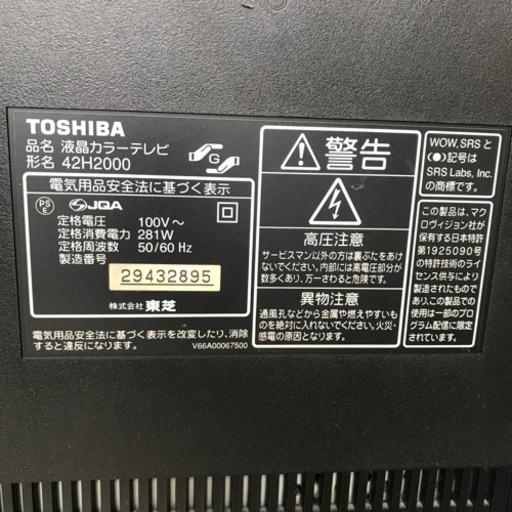 TOSHIBA
品名 液晶カラーテレビ
形名 42H2000
G
電気用品安全法に基づく表示
PS
E
JQA
定格電圧 100V～
定格消費電力 281W
定格周波数 50/60 Hz
製造番号
29432895
株式会社 東芝
電気用品安全法に基づく表示を改変したり、消除
すると違反になります。
V66A00067500
警告
高圧注意
サービスマン以外の方は裏ぶたをあけ
ないでください。内部には高電圧部分が
数多くあり、万一さわると危険です。
異物注意
通風孔などから金属や燃えやすいもの
を絶対に入れないでください。火災・
感電の原因になります。
WOW, SRS と
(●)記号は
SRS Labs, Inc.
の商標です。
この製品は、マク
ロヴィジョン社が
保有する日本特許
第1925090号
の特許技術のライ
センス供与により
製造されたもので
あり、この製品の
使用は一部のプロ
グラム配信に限定
されています。